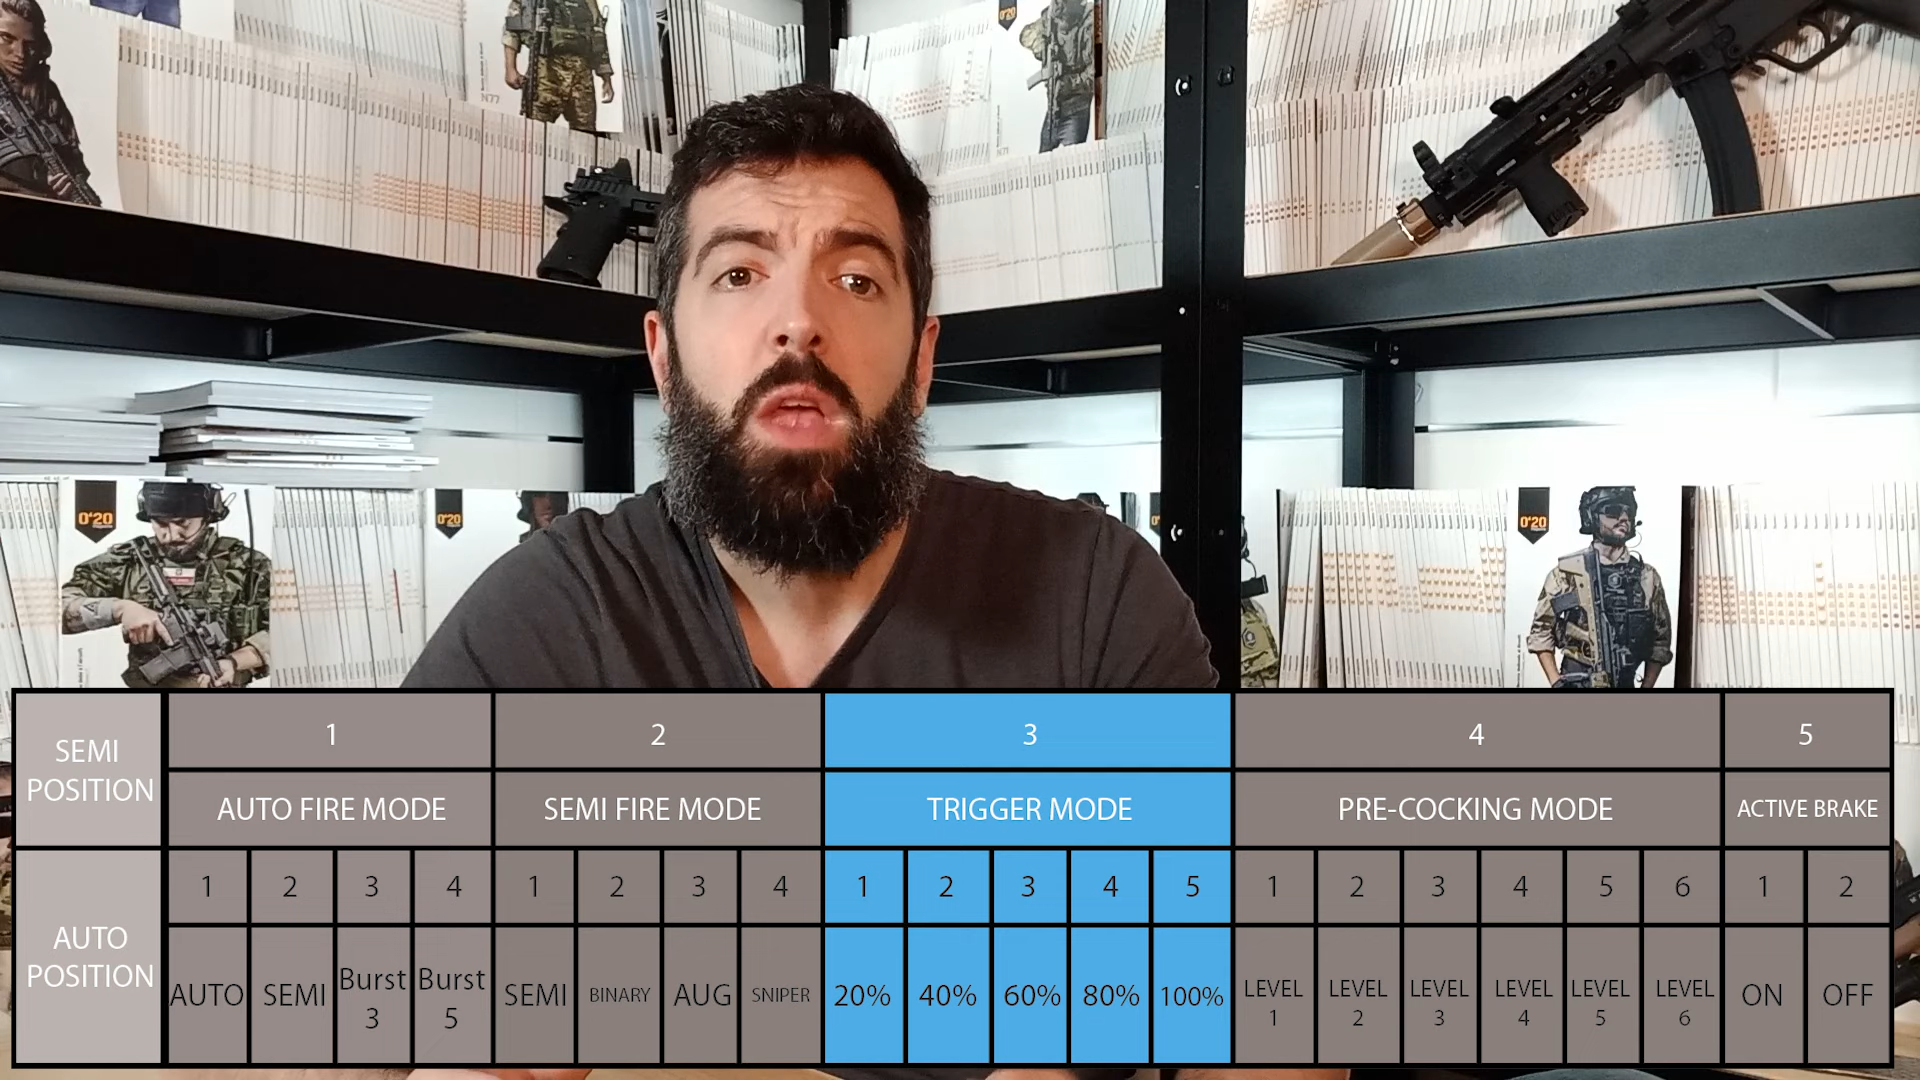 0'20
N77
0'20
0'20
0'20
SEMI
POSITION
1
2
3
4
5
AUTO FIRE MODE
SEMI FIRE MODE
TRIGGER MODE
PRE-COCKING MODE
ACTIVE BRAKE
AUTO
POSITION
1
2
3
4
1
2
3
4
1
2
3
4
5
1
2
3
4
5
6
1
2
AUTO
SEMI
Burst
3
Burst
5
SEMI
BINARY
AUG
SNIPER
20%
40%
60%
80%
100%
LEVEL
1
LEVEL
2
LEVEL
3
LEVEL
4
LEVEL
5
LEVEL
6
ON
OFF